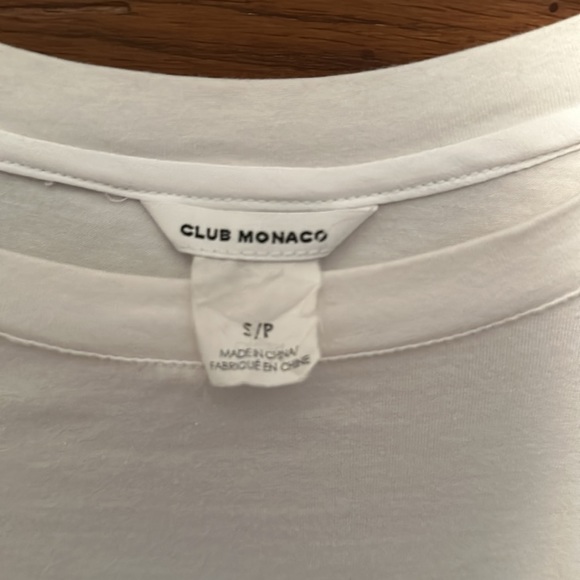 CLUB MONACO
S/P
MADE IN CHINA/
FABRIQUÉ EN CHINE